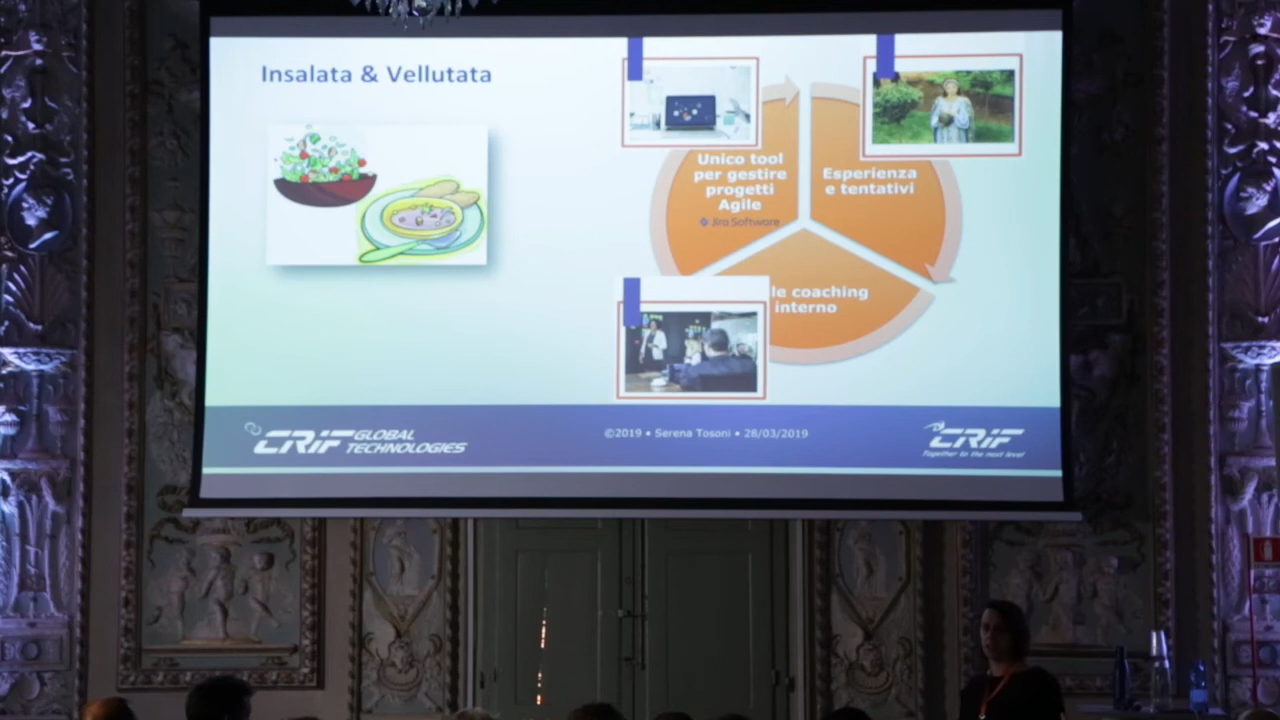 Insalata & Vellutata
Unico tool
per gestire
progetti
Agile
Jira Software
Esperienza
e tentativi
le coaching
interno
CRIF GLOBAL
TECHNOLOGIES
©2019 • Serena Tosoni • 28/03/2019
CRIF
Together to the next level